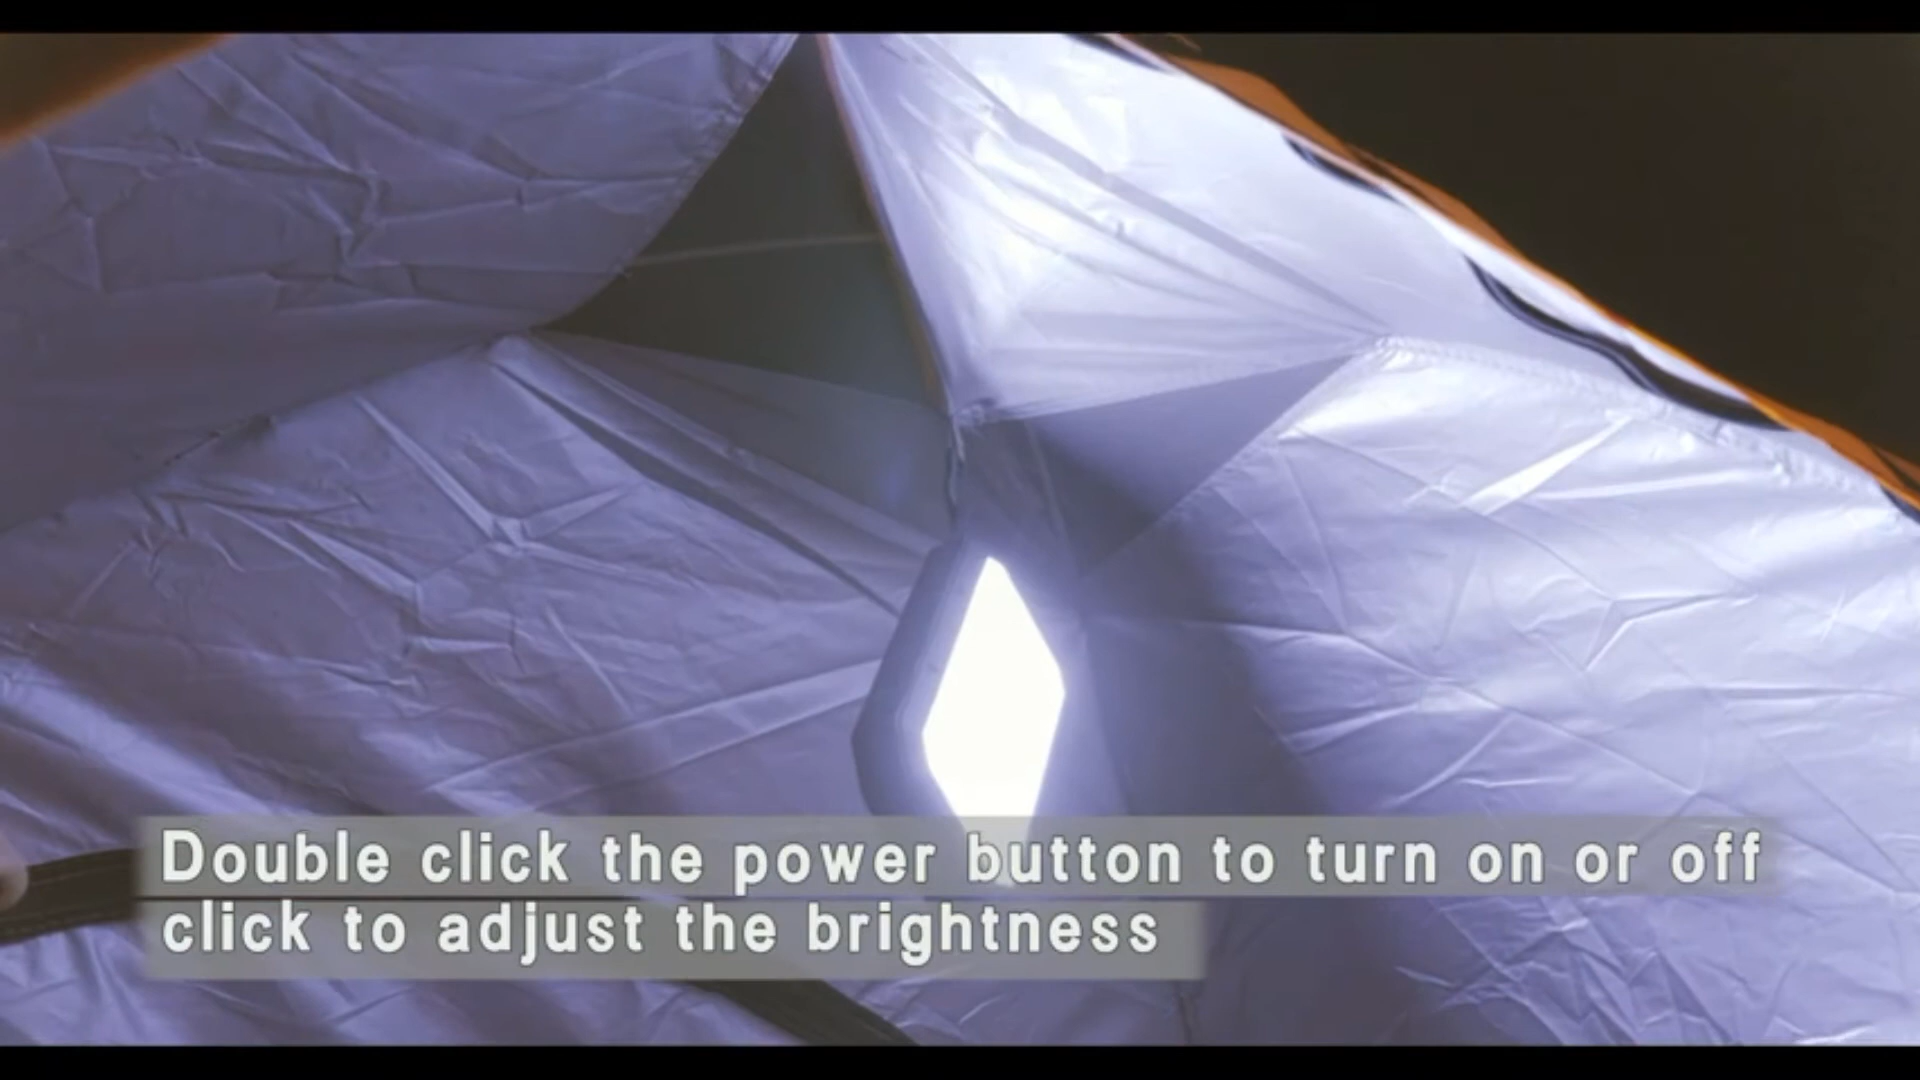 Double click the power button to turn on or off
click to adjust the brightness